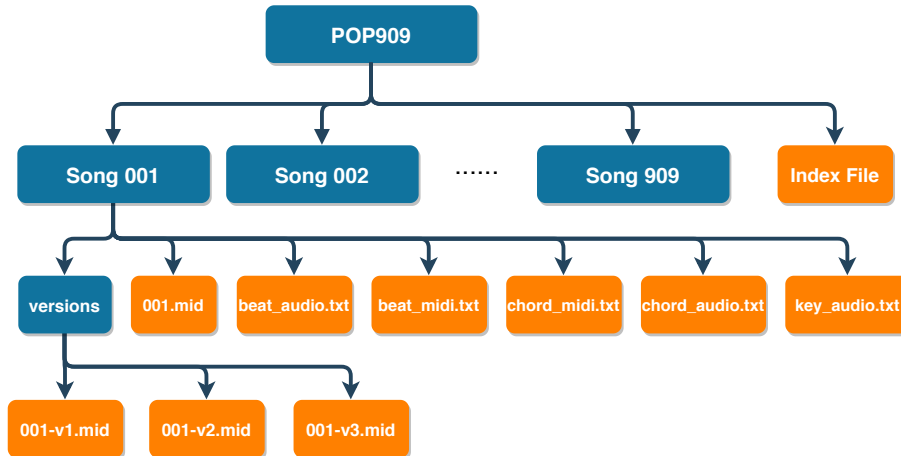 POP909
Song 001
Song 002
......
Song 909
Index File
versions
001.mid
beat_audio.txt
beat_midi.txt
chord_midi.txt
chord_audio.txt
key_audio.txt
001-v1.mid
001-v2.mid
001-v3.mid